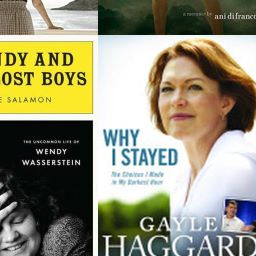 a memoir by ani difranco
NDY AND
LOST BOYS
E SALAMON
THE UNCOMMON LIFE OF
WENDY
WASSERSTEIN
WHY
I STAYED
The Choices I Made
in My Darkest Hour
GAYLE
HAGGARD